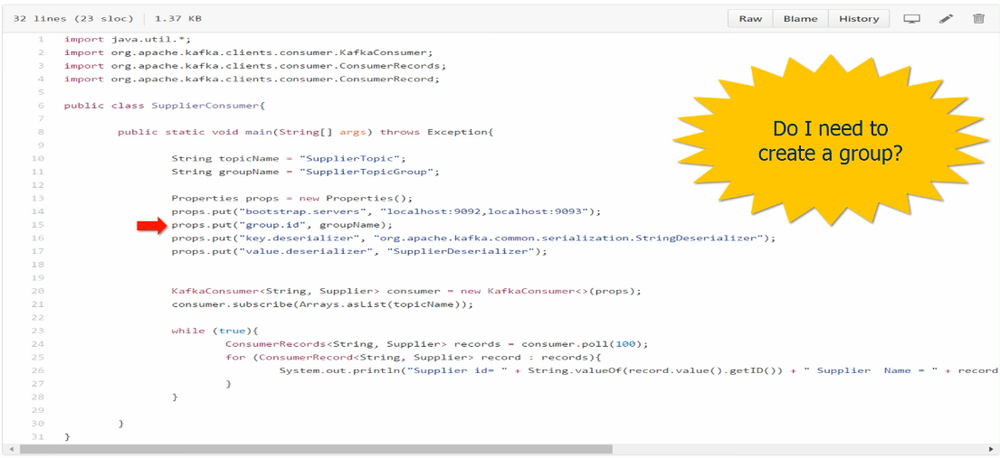 32 lines (23 sloc) 1.37 KB Raw Blame History
1 import java.util.*;
2 import org.apache.kafka.clients.consumer.KafkaConsumer;
3 import org.apache.kafka.clients.consumer.ConsumerRecords;
4 import org.apache.kafka.clients.consumer.ConsumerRecord;
5
6 public class SupplierConsumer{
7
8 public static void main(String[] args) throws Exception{
9
10 String topicName = "SupplierTopic";
11 String groupName = "SupplierTopicGroup";
12
13 Properties props = new Properties();
14 props.put("bootstrap.servers", "localhost:9092,localhost:9093");
15 props.put("group.id", groupName);
16 props.put("key.deserializer", "org.apache.kafka.common.serialization.StringDeserializer");
17 props.put("value.deserializer", "SupplierDeserializer");
18
19
20 KafkaConsumer<String, Supplier> consumer = new KafkaConsumer<>(props);
21 consumer.subscribe(Arrays.asList(topicName));
22
23 while (true){
24 ConsumerRecords<String, Supplier> records = consumer.poll(100);
25 for (ConsumerRecord<String, Supplier> record : records){
26 System.out.println("Supplier id= " + String.valueOf(record.value().getID()) + " Supplier  Name = " + record
27 }
28 }
29
30 }
31 }
Do I need to
create a group?